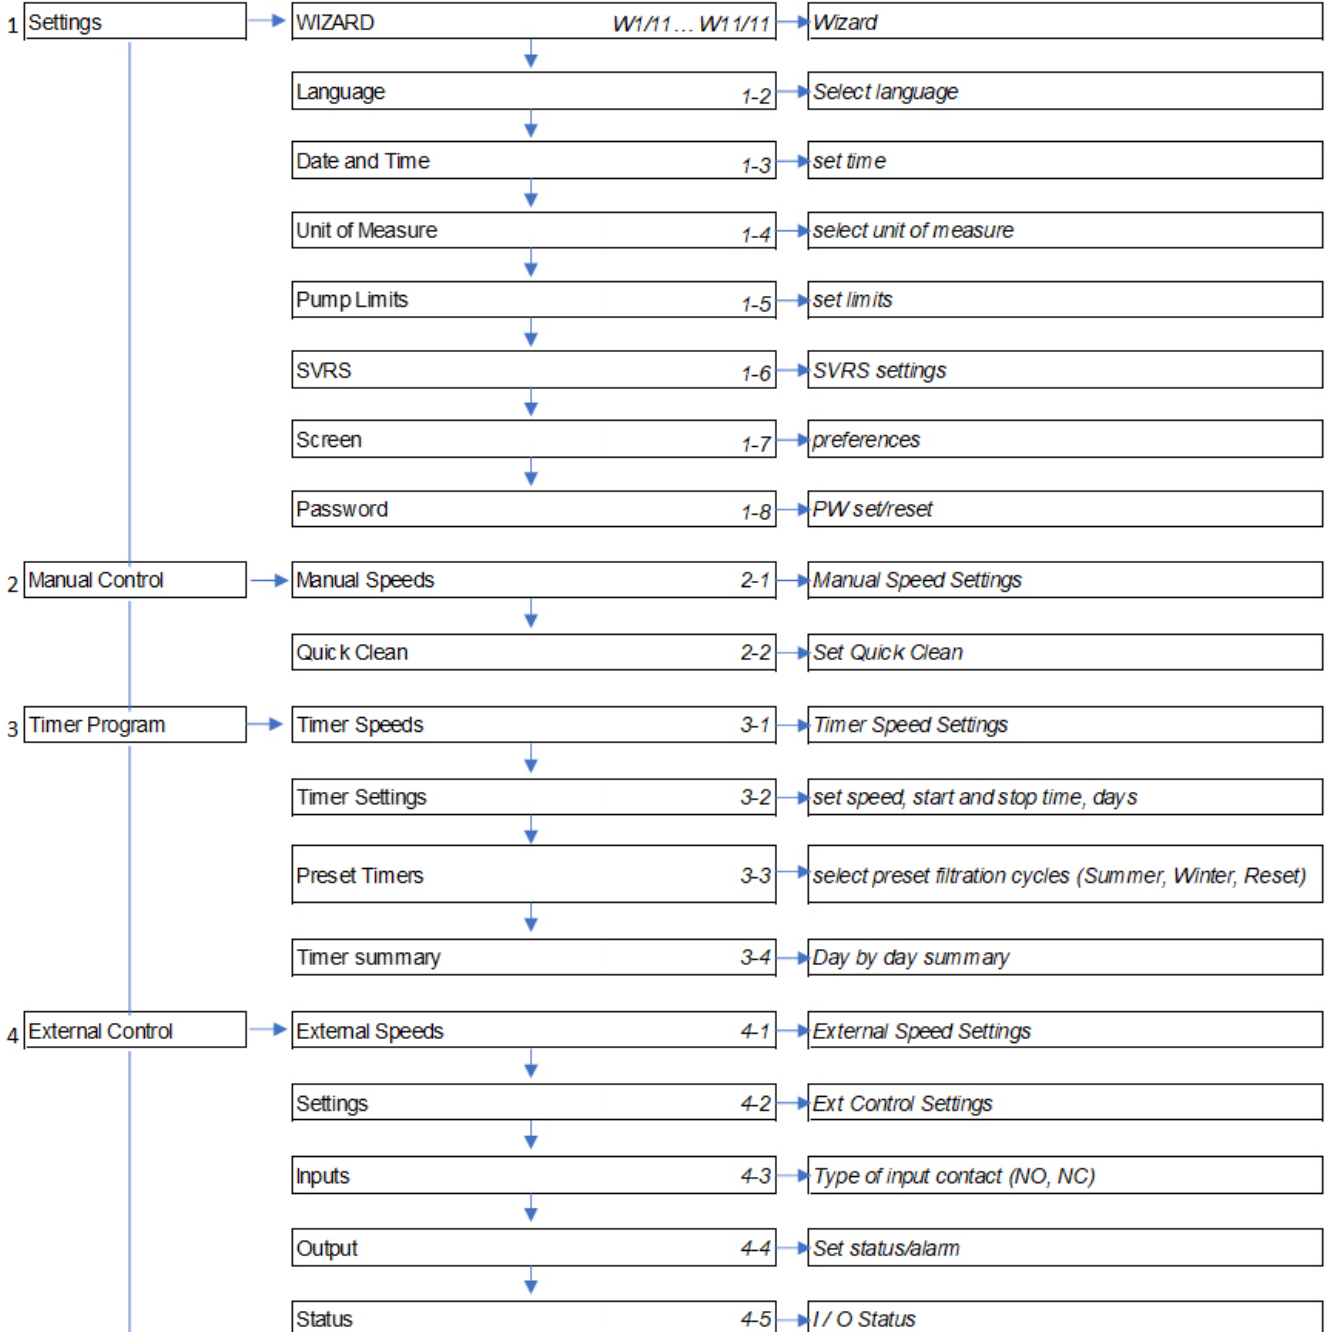 1 Settings WIZARD W1/11 ... W11/11 Wizard
Language 1-2 Select language
Date and Time 1-3 set time
Unit of Measure 1-4 select unit of measure
Pump Limits 1-5 set limits
SVRS 1-6 SVRS settings
Screen 1-7 preferences
Password 1-8 PW set/reset
2 Manual Control Manual Speeds 2-1 Manual Speed Settings
Quick Clean 2-2 Set Quick Clean
3 Timer Program Timer Speeds 3-1 Timer Speed Settings
Timer Settings 3-2 set speed, start and stop time, days
Preset Timers 3-3 select preset filtration cycles (Summer, Winter, Reset)
Timer summary 3-4 Day by day summary
4 External Control External Speeds 4-1 External Speed Settings
Settings 4-2 Ext Control Settings
Inputs 4-3 Type of input contact (NO, NC)
Output 4-4 Set status/alarm
Status 4-5 I / O Status